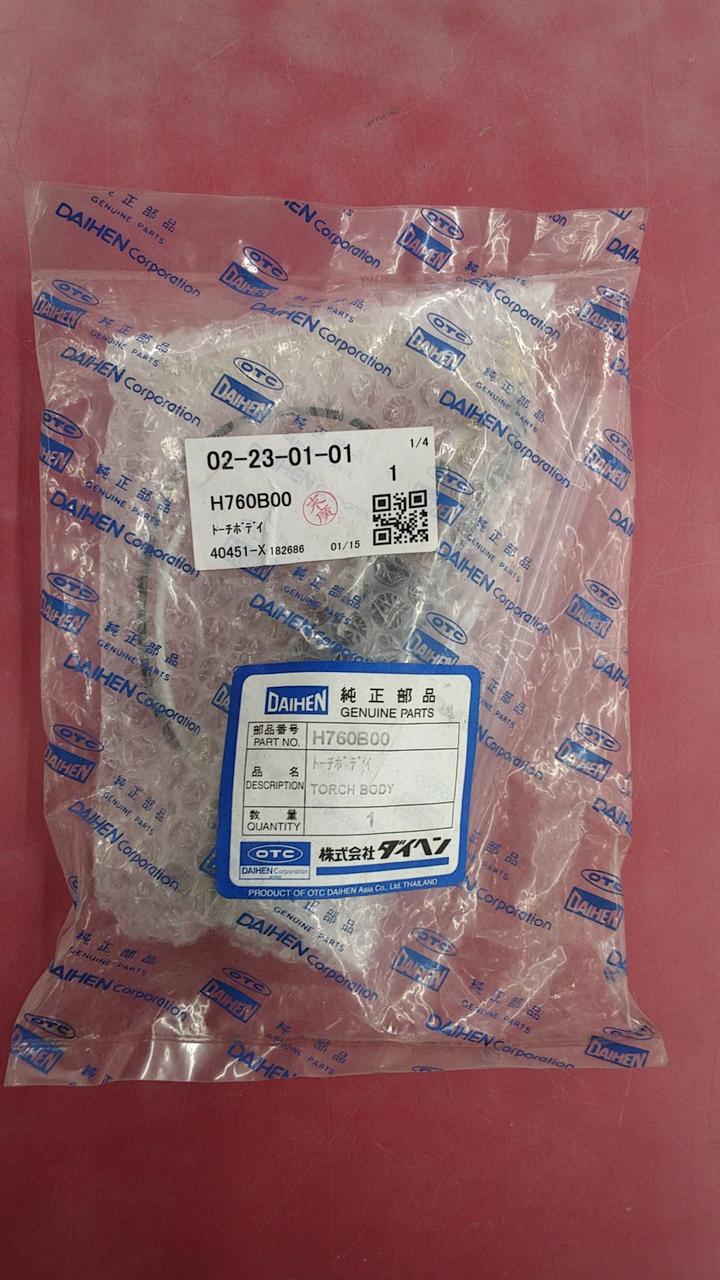 純正部品
GENUINE PARTS
DAIHEN Corporation
OTC
DAIHEN
02-23-01-01
1/4
1
H760B00
ﾄｰﾁﾎﾞﾃﾞｲ
40451-X 182686 01/15
DAIHEN 純正部品
GENUINE PARTS
部品番号
PART NO. H760B00
品名 ﾄｰﾁﾎﾞﾃﾞｲ
DESCRIPTION TORCH BODY
数量
QUANTITY 1
OTC 株式会社ダイヘン
DAIHEN Corporation
JAPAN
PRODUCT OF OTC DAIHEN Asia Co., Ltd. THAILAND